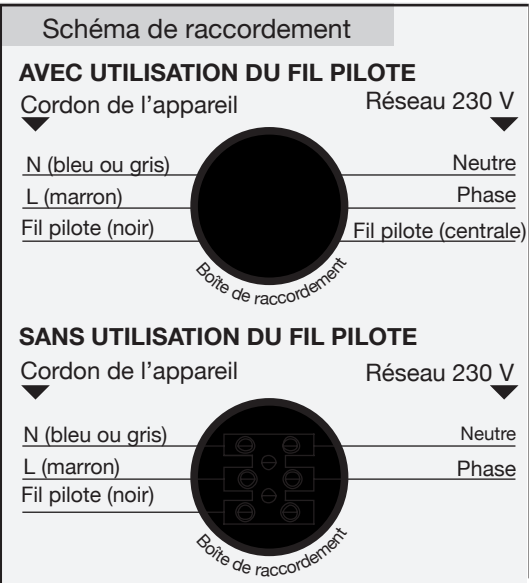 Schéma de raccordement
AVEC UTILISATION DU FIL PILOTE
Cordon de l'appareil Réseau 230 V
N (bleu ou gris) Neutre
L (marron) Phase
Fil pilote (noir) Fil pilote (centrale)
Boîte de raccordement
SANS UTILISATION DU FIL PILOTE
Cordon de l'appareil Réseau 230 V
N (bleu ou gris) Neutre
L (marron) Phase
Fil pilote (noir)
Boîte de raccordement